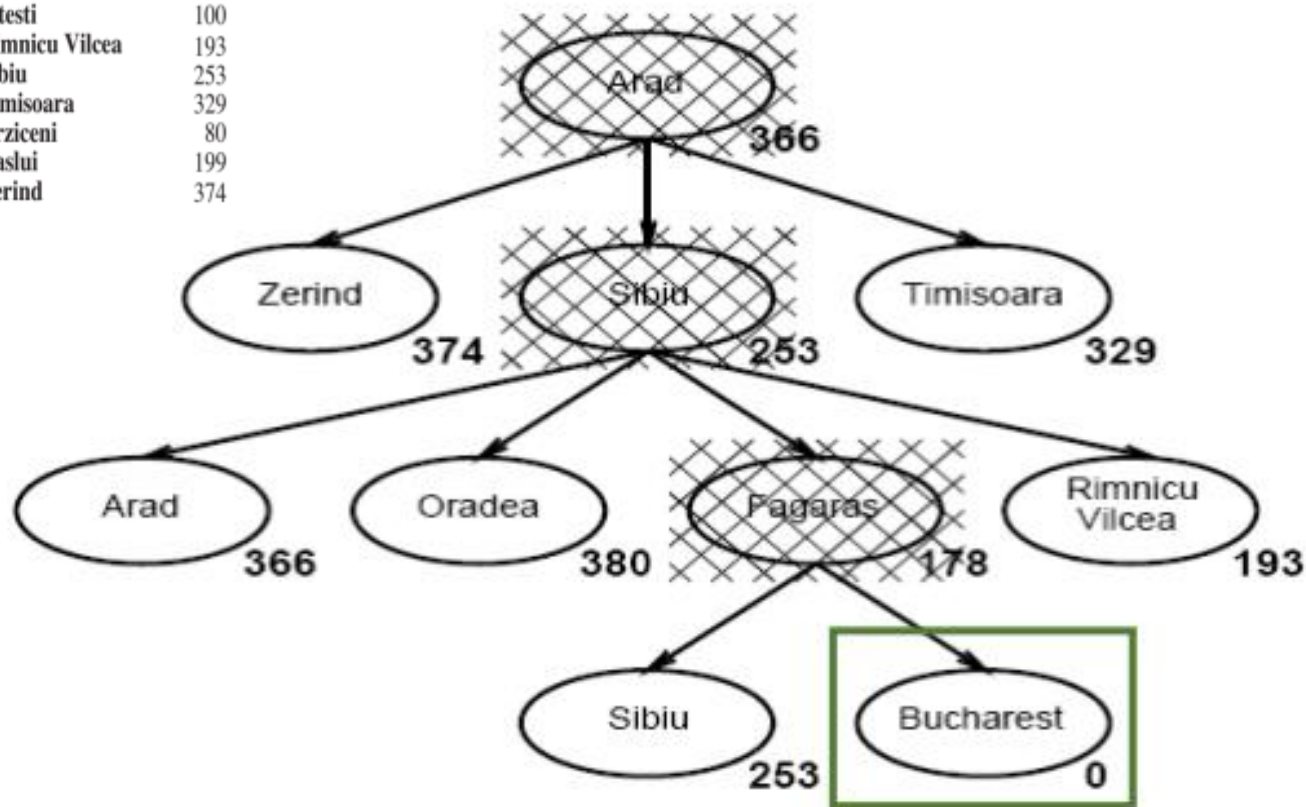 testi 100
mnicu Vilcea 193
biu 253
misoara 329
rziceni 80
aslui 199
erind 374
Arad
366
Zerind
374
Sibiu
253
Timisoara
329
Arad
366
Oradea
380
Fagaras
178
Rimnicu
Vilcea
193
Sibiu
253
Bucharest
0